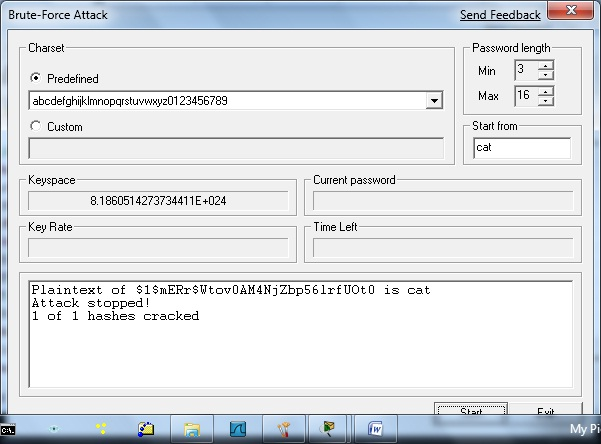 Brute-Force Attack
Send Feedback
Charset
Predefined
abcdefghijklmnopqrstuvwxyz0123456789
Custom
Password length
Min 3
Max 16
Start from
cat
Keyspace
8.1860514273734411E+024
Current password
Key Rate
Time Left
Plaintext of $1$mERr$Wtov0AM4NjZbp56lrfUOt0 is cat
Attack stopped!
1 of 1 hashes cracked
Start
Exit
C:\.
W
My Pi